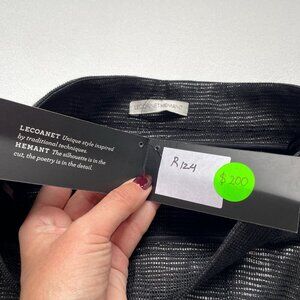 LECOANET HEMANT
LECOANET Unique style inspired
by traditional techniques.
HEMANT The silhouette is in the
cut, the poetry is in the detail.
R124
$200